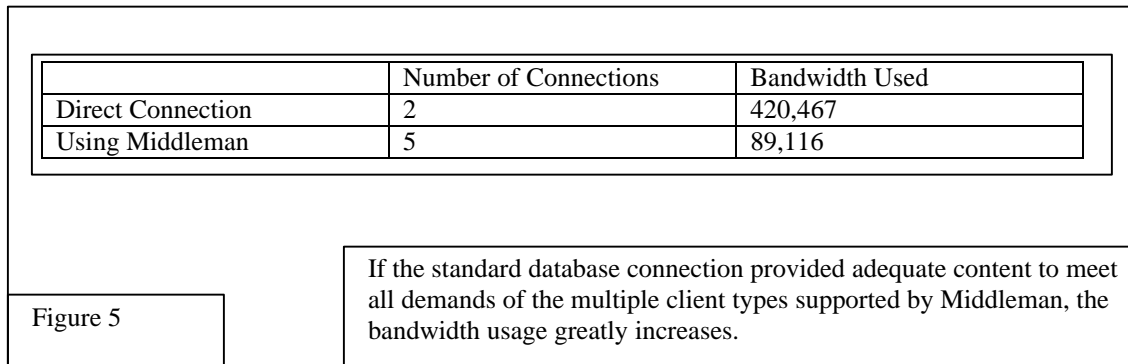 Number of Connections Bandwidth Used
Direct Connection 2 420,467
Using Middleman 5 89,116
If the standard database connection provided adequate content to meet
all demands of the multiple client types supported by Middleman, the
bandwidth usage greatly increases.
Figure 5